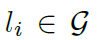 l_i ∈ 𝒢